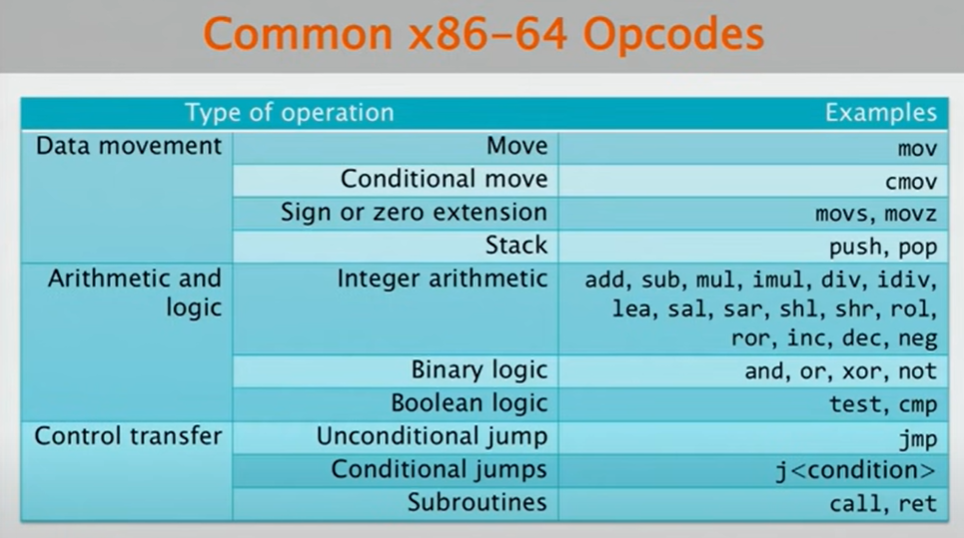 Common x86-64 Opcodes
Type of operation Examples
Data movement Move mov
Conditional move cmov
Sign or zero extension movs, movz
Stack push, pop
Arithmetic and Integer arithmetic add, sub, mul, imul, div, idiv,
logic lea, sal, sar, shl, shr, rol,
ror, inc, dec, neg
Binary logic and, or, xor, not
Boolean logic test, cmp
Control transfer Unconditional jump jmp
Conditional jumps j<condition>
Subroutines call, ret